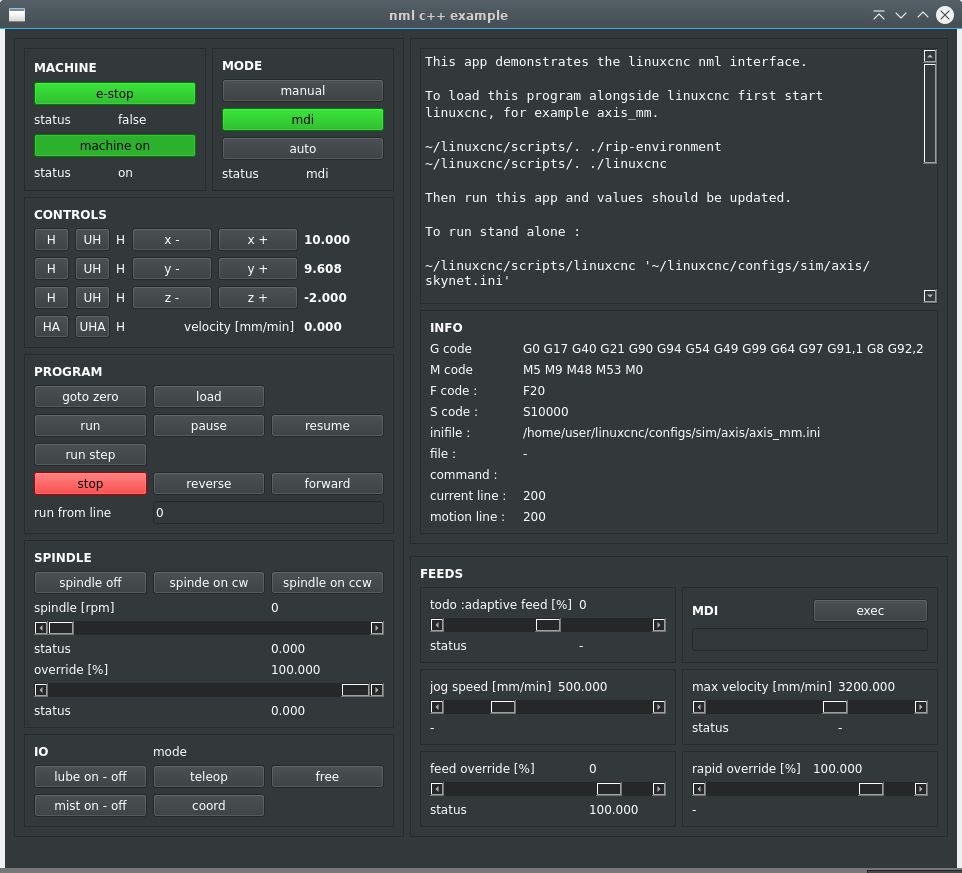 nml c++ example
MACHINE
e-stop
status false
machine on
status on
MODE
manual
mdi
auto
status mdi
CONTROLS
H UH H x - x + 10.000
H UH H y - y + 9.608
H UH H z - z + -2.000
HA UHA H velocity [mm/min] 0.000
PROGRAM
goto zero load
run pause resume
run step
stop reverse forward
run from line 0
SPINDLE
spindle off spinde on cw spindle on ccw
spindle [rpm] 0
status 0.000
override [%] 100.000
status 0.000
IO mode
lube on - off teleop free
mist on - off coord
This app demonstrates the linuxcnc nml interface.
To load this program alongside linuxcnc first start
linuxcnc, for example axis_mm.
~/linuxcnc/scripts/. ./rip-environment
~/linuxcnc/scripts/. ./linuxcnc
Then run this app and values should be updated.
To run stand alone :
~/linuxcnc/scripts/linuxcnc '~/linuxcnc/configs/sim/axis/
skynet.ini'
INFO
G code G0 G17 G40 G21 G90 G94 G54 G49 G99 G64 G97 G91,1 G8 G92,2
M code M5 M9 M48 M53 M0
F code : F20
S code : S10000
inifile : /home/user/linuxcnc/configs/sim/axis/axis_mm.ini
file : -
command :
current line : 200
motion line : 200
FEEDS
todo :adaptive feed [%] 0
status -
MDI exec
jog speed [mm/min] 500.000
-
max velocity [mm/min] 3200.000
status -
feed override [%] 0
status 100.000
rapid override [%] 100.000
-